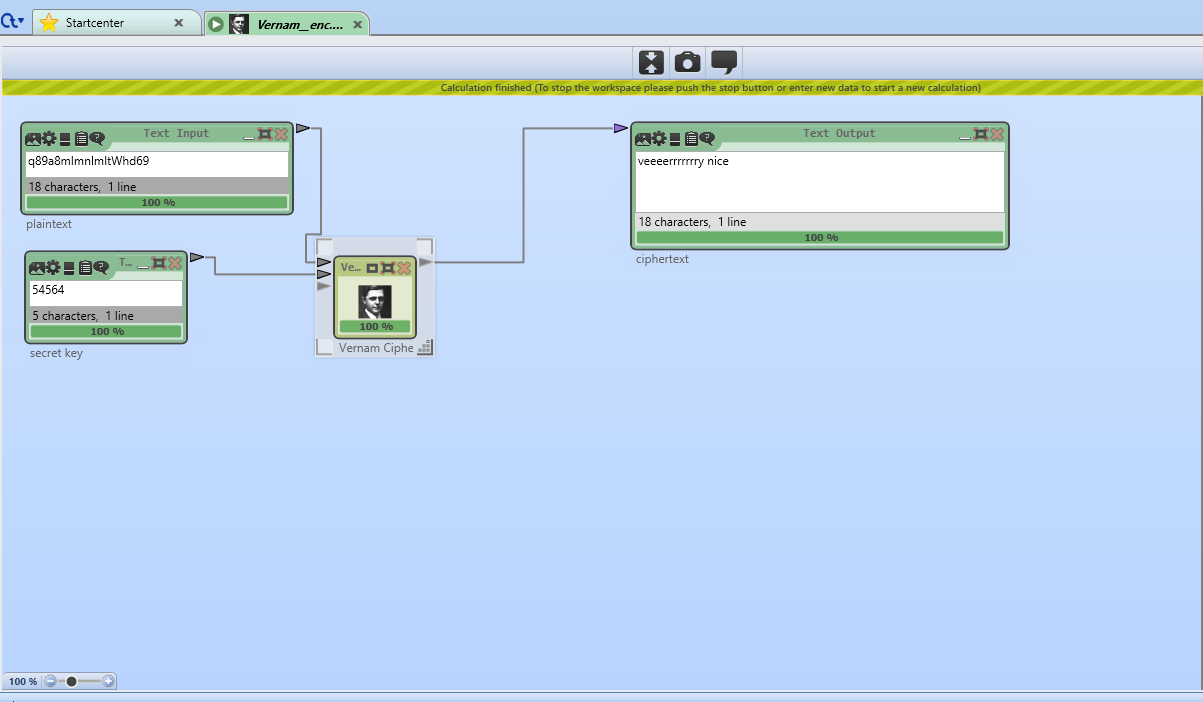 Startcenter
Vernam_enc....
Calculation finished (To stop the workspace please push the stop button or enter new data to start a new calculation)
Text Input
q89a8mlmnlmltWhd69
18 characters, 1 line
100 %
plaintext
T...
54564
5 characters, 1 line
100 %
secret key
Ve...
100 %
Vernam Ciphe
Text Output
veeeerrrrrrry nice
18 characters, 1 line
100 %
ciphertext
100 %